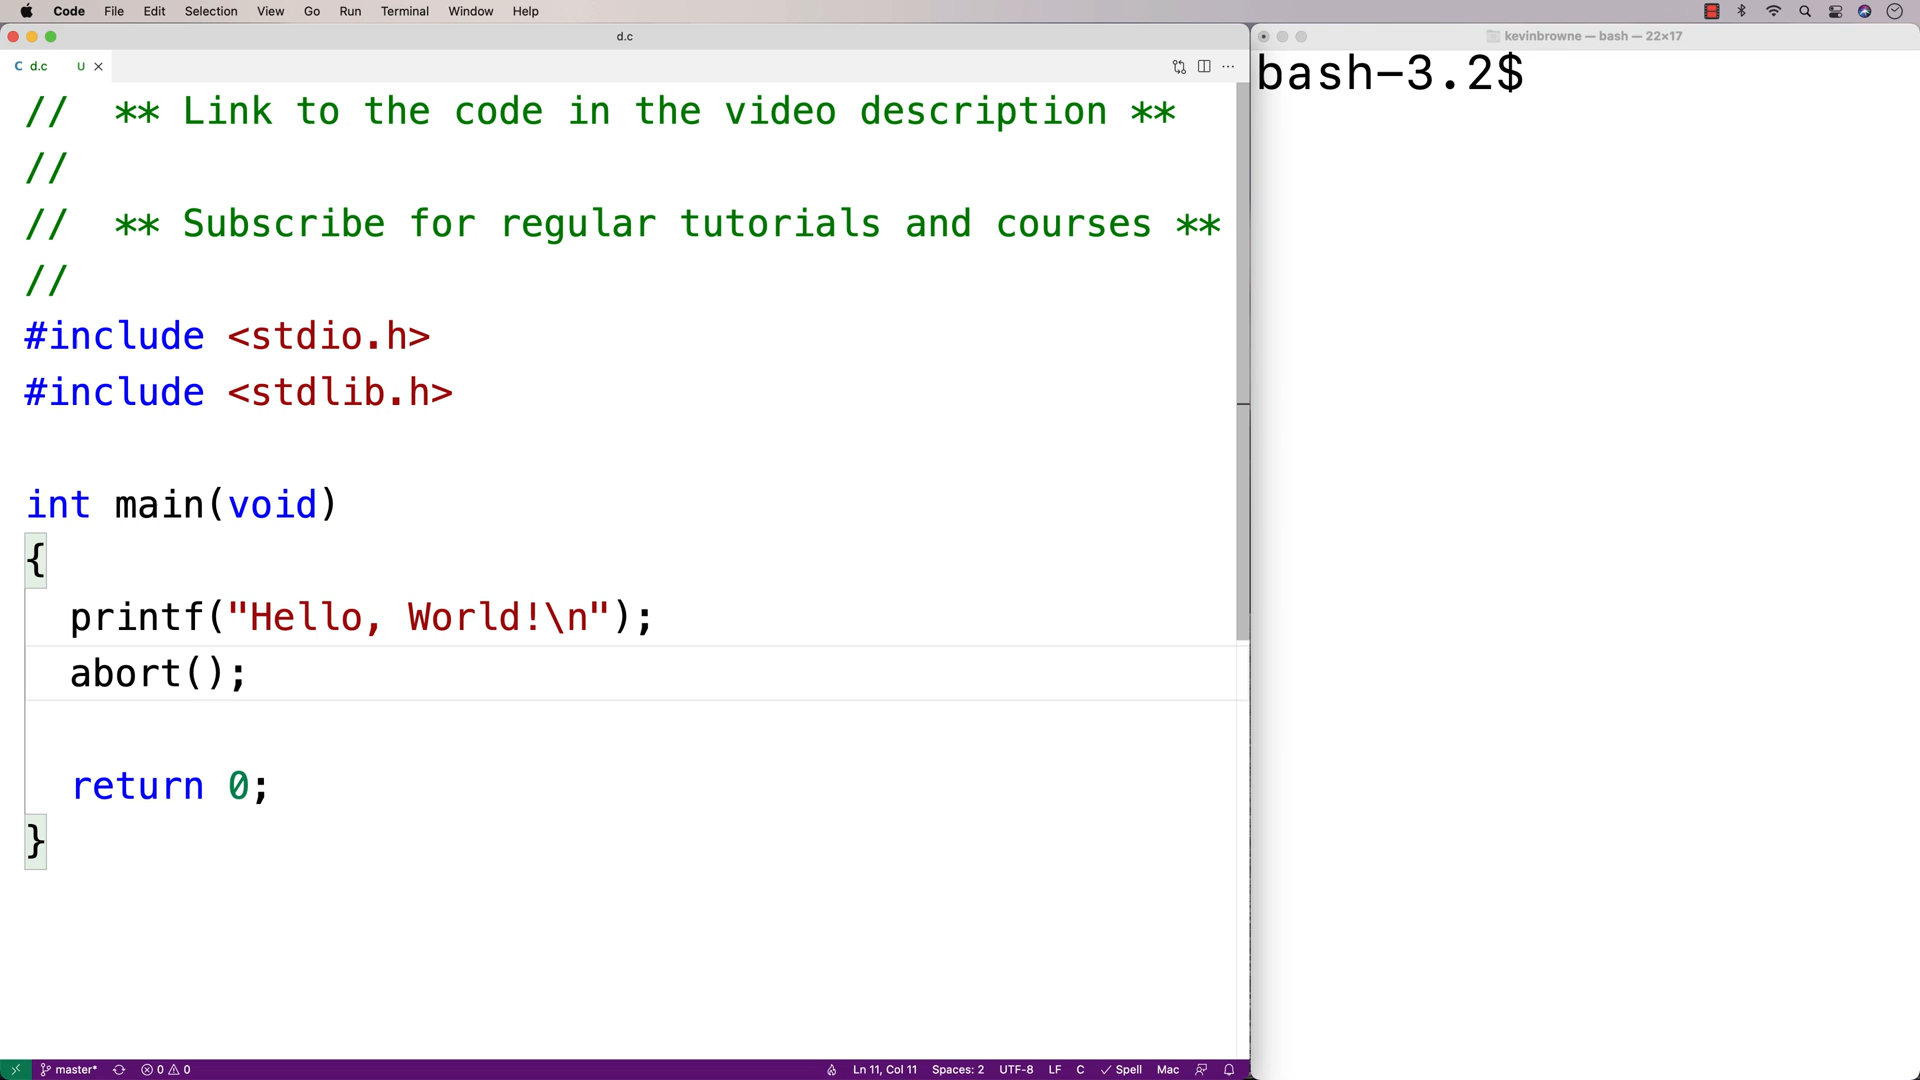 Code File Edit Selection View Go Run Terminal Window Help
d.c
kevinbrowne — bash — 22×17
C d.c U
bash-3.2$
// ** Link to the code in the video description **
//
// ** Subscribe for regular tutorials and courses **
//
#include <stdio.h>
#include <stdlib.h>
int main(void)
{
printf("Hello, World!\n");
abort();
return 0;
}
master* 0 0 Ln 11, Col 11 Spaces: 2 UTF-8 LF C Spell Mac